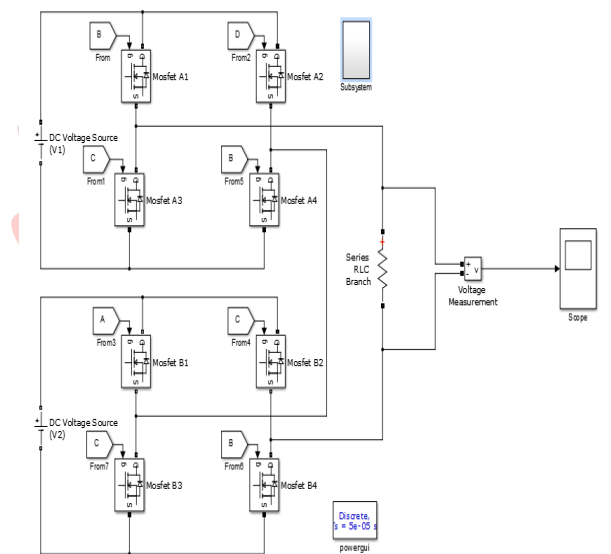 B
From
g
D
S
Mosfet A1
D
From2
g
D
S
Mosfet A2
Subsystem
+
DC Voltage Source
(V1)
C
From1
g
D
S
Mosfet A3
B
From5
g
D
S
Mosfet A4
+
Series
RLC
Branch
+
-
v
Voltage
Measurement
Scope
A
From3
g
D
S
Mosfet B1
C
From4
g
D
S
Mosfet B2
+
DC Voltage Source
(V2)
C
From7
g
D
S
Mosfet B3
B
From6
g
D
S
Mosfet B4
Discrete,
s = 5e-05 s
powergui